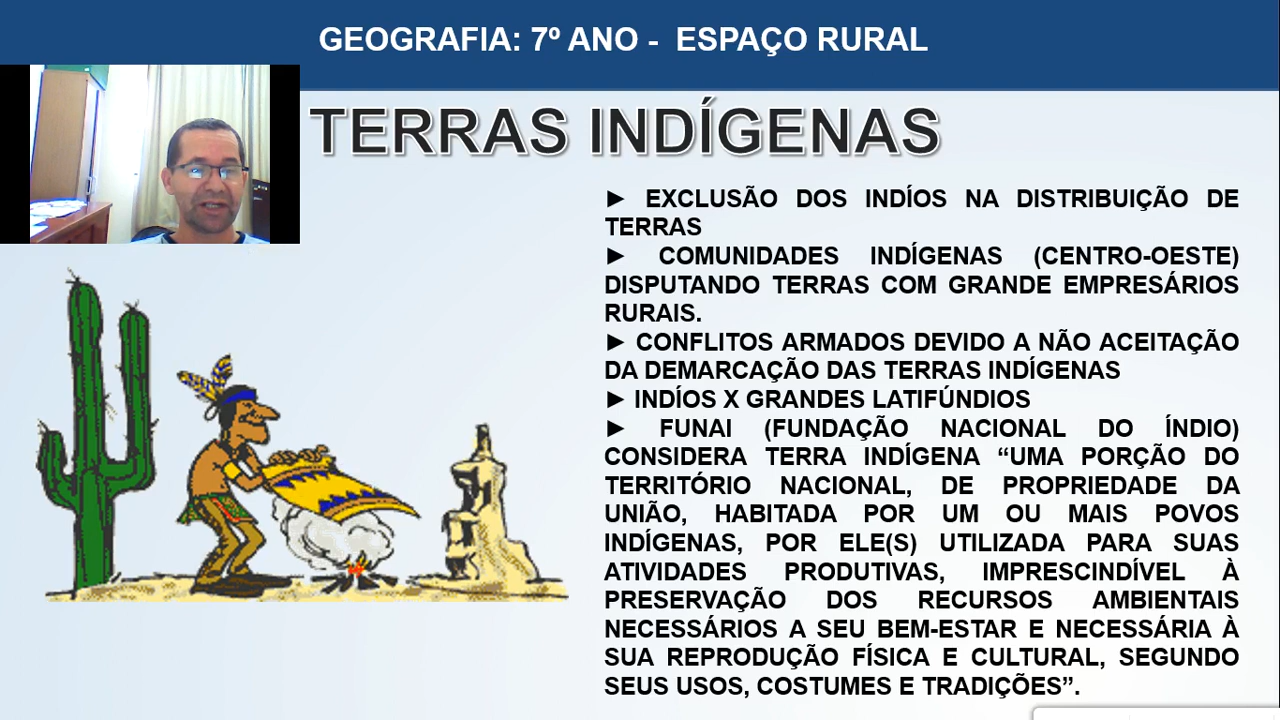 GEOGRAFIA: 7º ANO - ESPAÇO RURAL
TERRAS INDÍGENAS
► EXCLUSÃO DOS INDÍOS NA DISTRIBUIÇÃO DE
TERRAS
► COMUNIDADES INDÍGENAS (CENTRO-OESTE)
DISPUTANDO TERRAS COM GRANDE EMPRESÁRIOS
RURAIS.
► CONFLITOS ARMADOS DEVIDO A NÃO ACEITAÇÃO
DA DEMARCAÇÃO DAS TERRAS INDÍGENAS
► INDÍOS X GRANDES LATIFÚNDIOS
► FUNAI (FUNDAÇÃO NACIONAL DO ÍNDIO)
CONSIDERA TERRA INDÍGENA “UMA PORÇÃO DO
TERRITÓRIO NACIONAL, DE PROPRIEDADE DA
UNIÃO, HABITADA POR UM OU MAIS POVOS
INDÍGENAS, POR ELE(S) UTILIZADA PARA SUAS
ATIVIDADES PRODUTIVAS, IMPRESCINDÍVEL À
PRESERVAÇÃO DOS RECURSOS AMBIENTAIS
NECESSÁRIOS A SEU BEM-ESTAR E NECESSÁRIA À
SUA REPRODUÇÃO FÍSICA E CULTURAL, SEGUNDO
SEUS USOS, COSTUMES E TRADIÇÕES”.